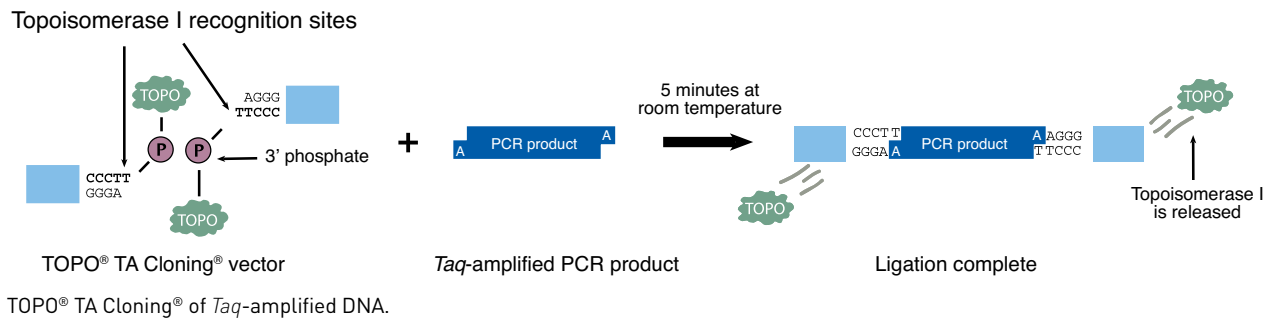 Topoisomerase I recognition sites
TOPO
AGGG
TTCCC
P
P
3' phosphate
CCCTT
GGGA
TOPO
TOPO® TA Cloning® vector
+
A
PCR product
A
Taq-amplified PCR product
5 minutes at
room temperature
CCCTT
GGGA
A
PCR product
A
AGGG
TTCCC
TOPO
TOPO
Topoisomerase I
is released
Ligation complete
TOPO® TA Cloning® of Taq-amplified DNA.